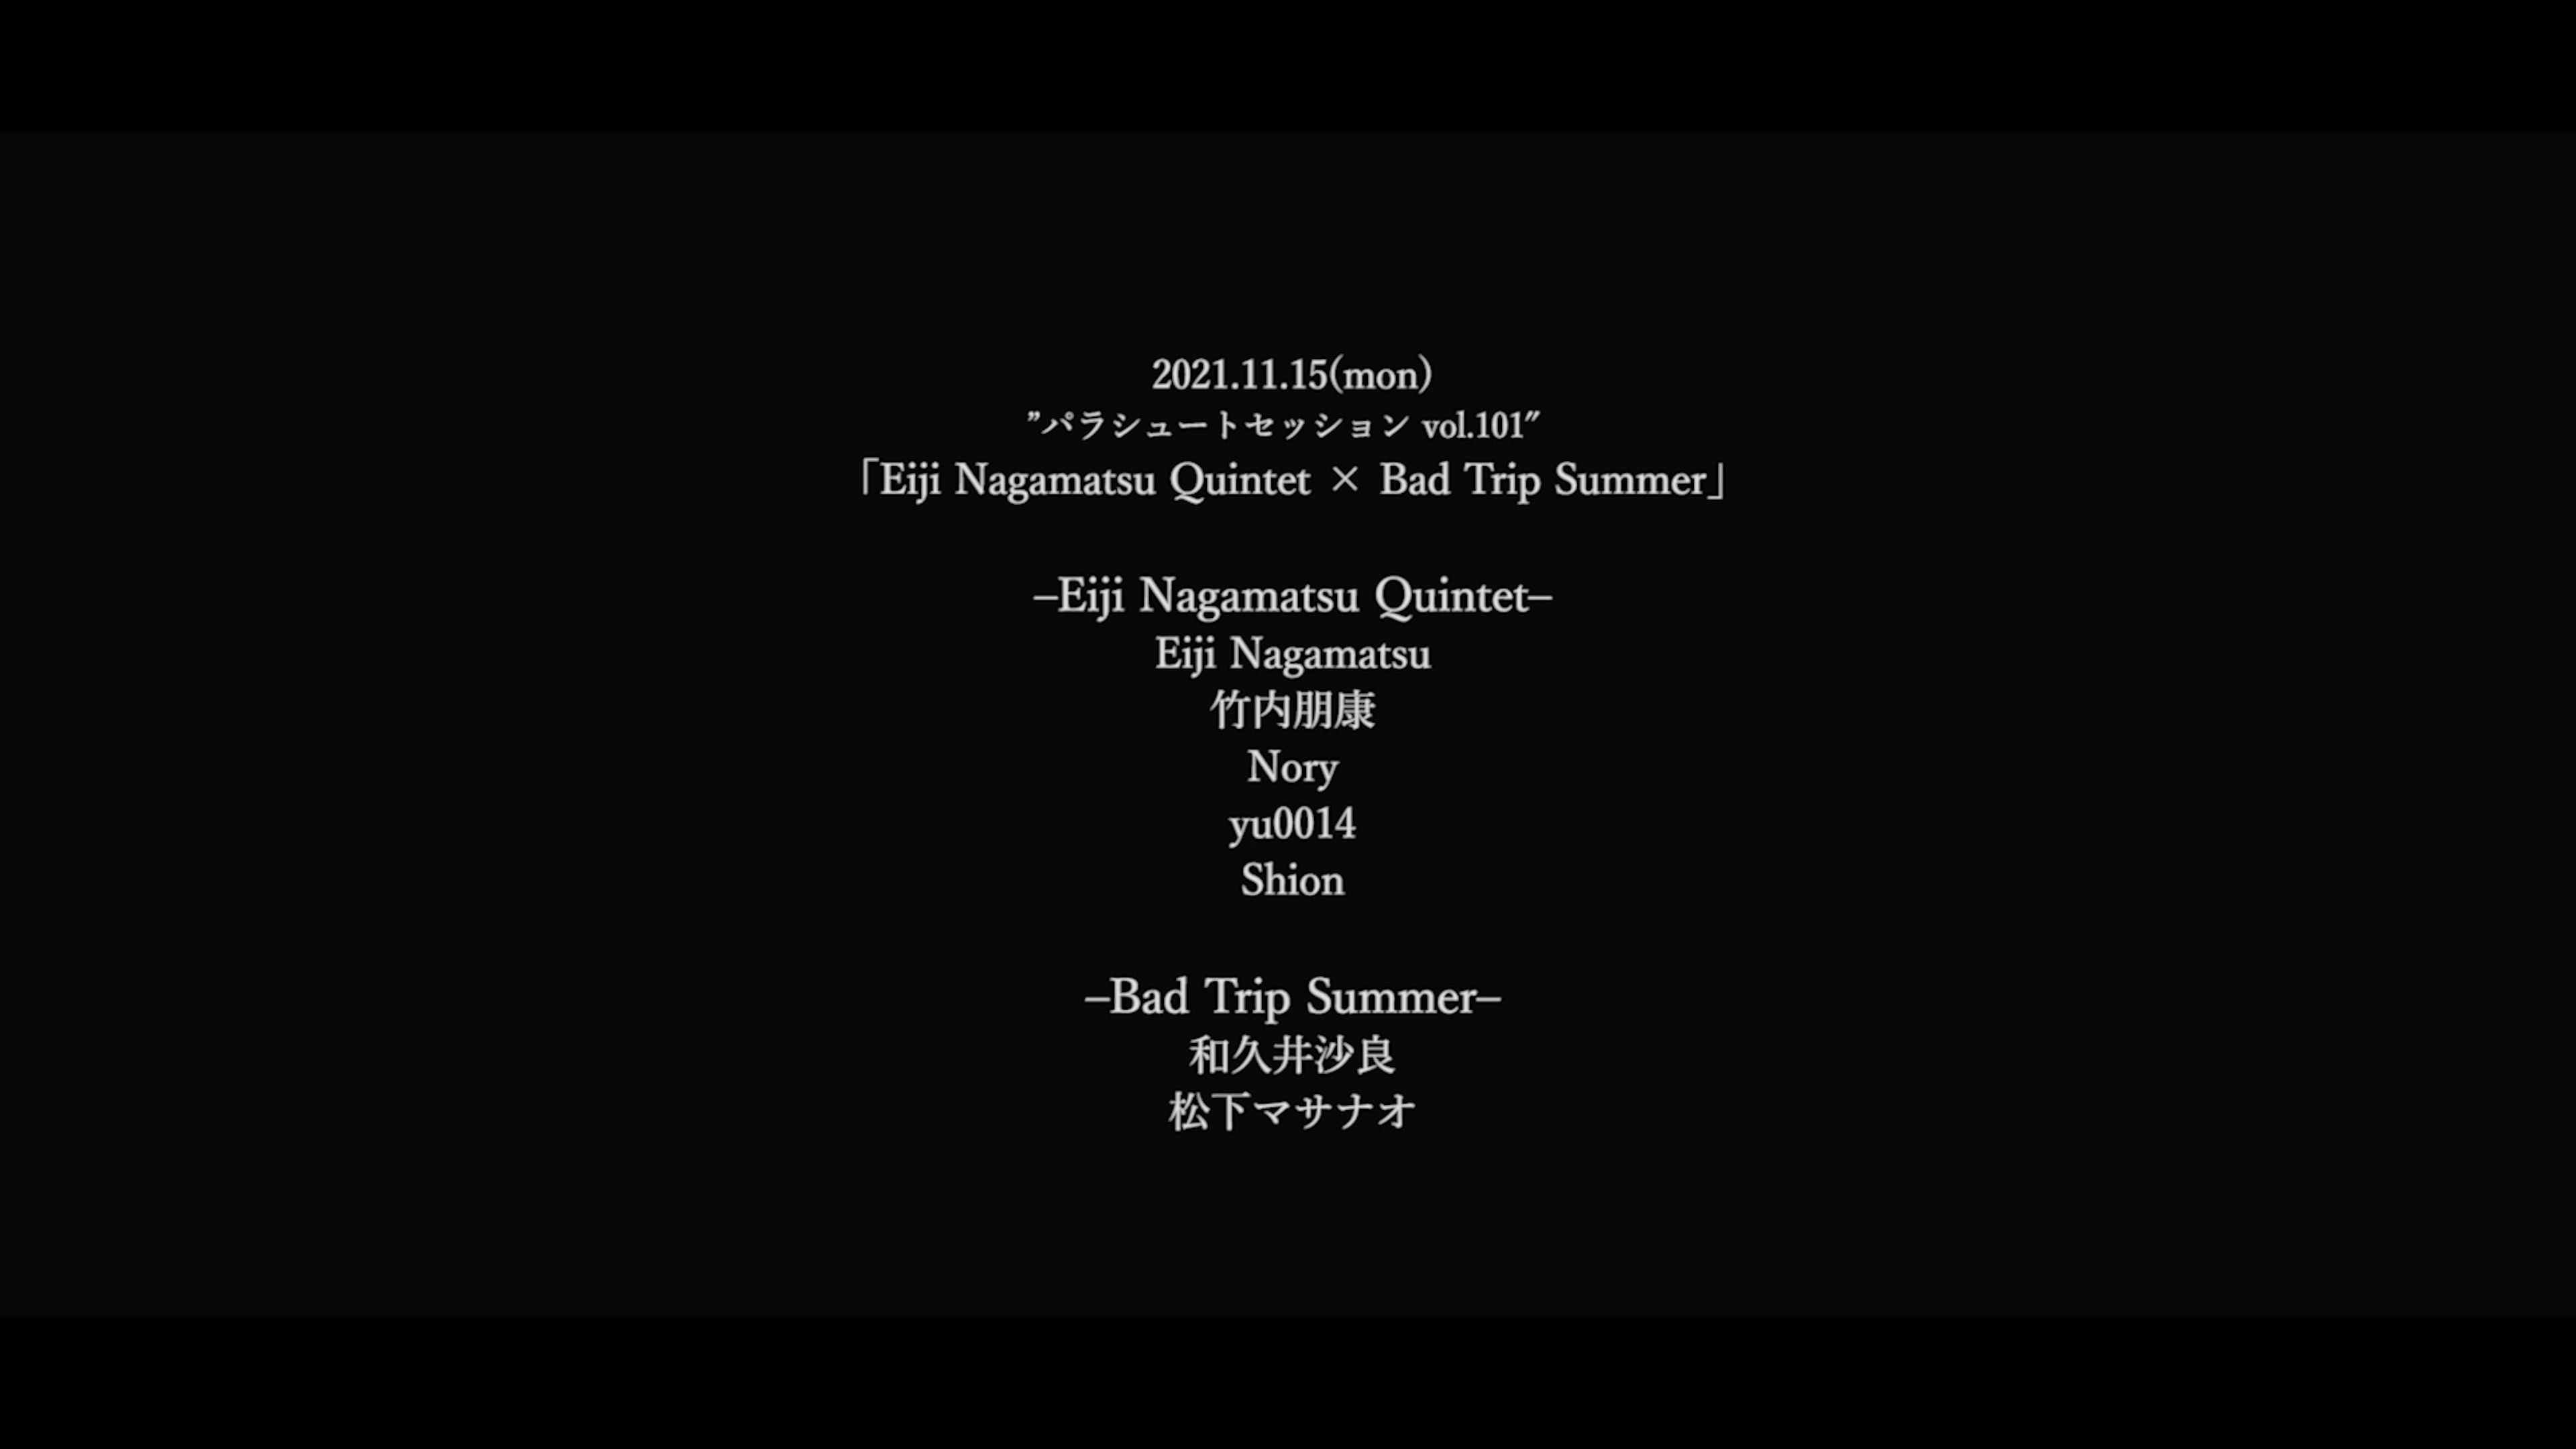 2021.11.15(mon)
”パラシュートセッション vol.101″
「Eiji Nagamatsu Quintet × Bad Trip Summer」
–Eiji Nagamatsu Quintet–
Eiji Nagamatsu
竹内朋康
Nory
yu0014
Shion
–Bad Trip Summer–
和久井沙良
松下マサナオ